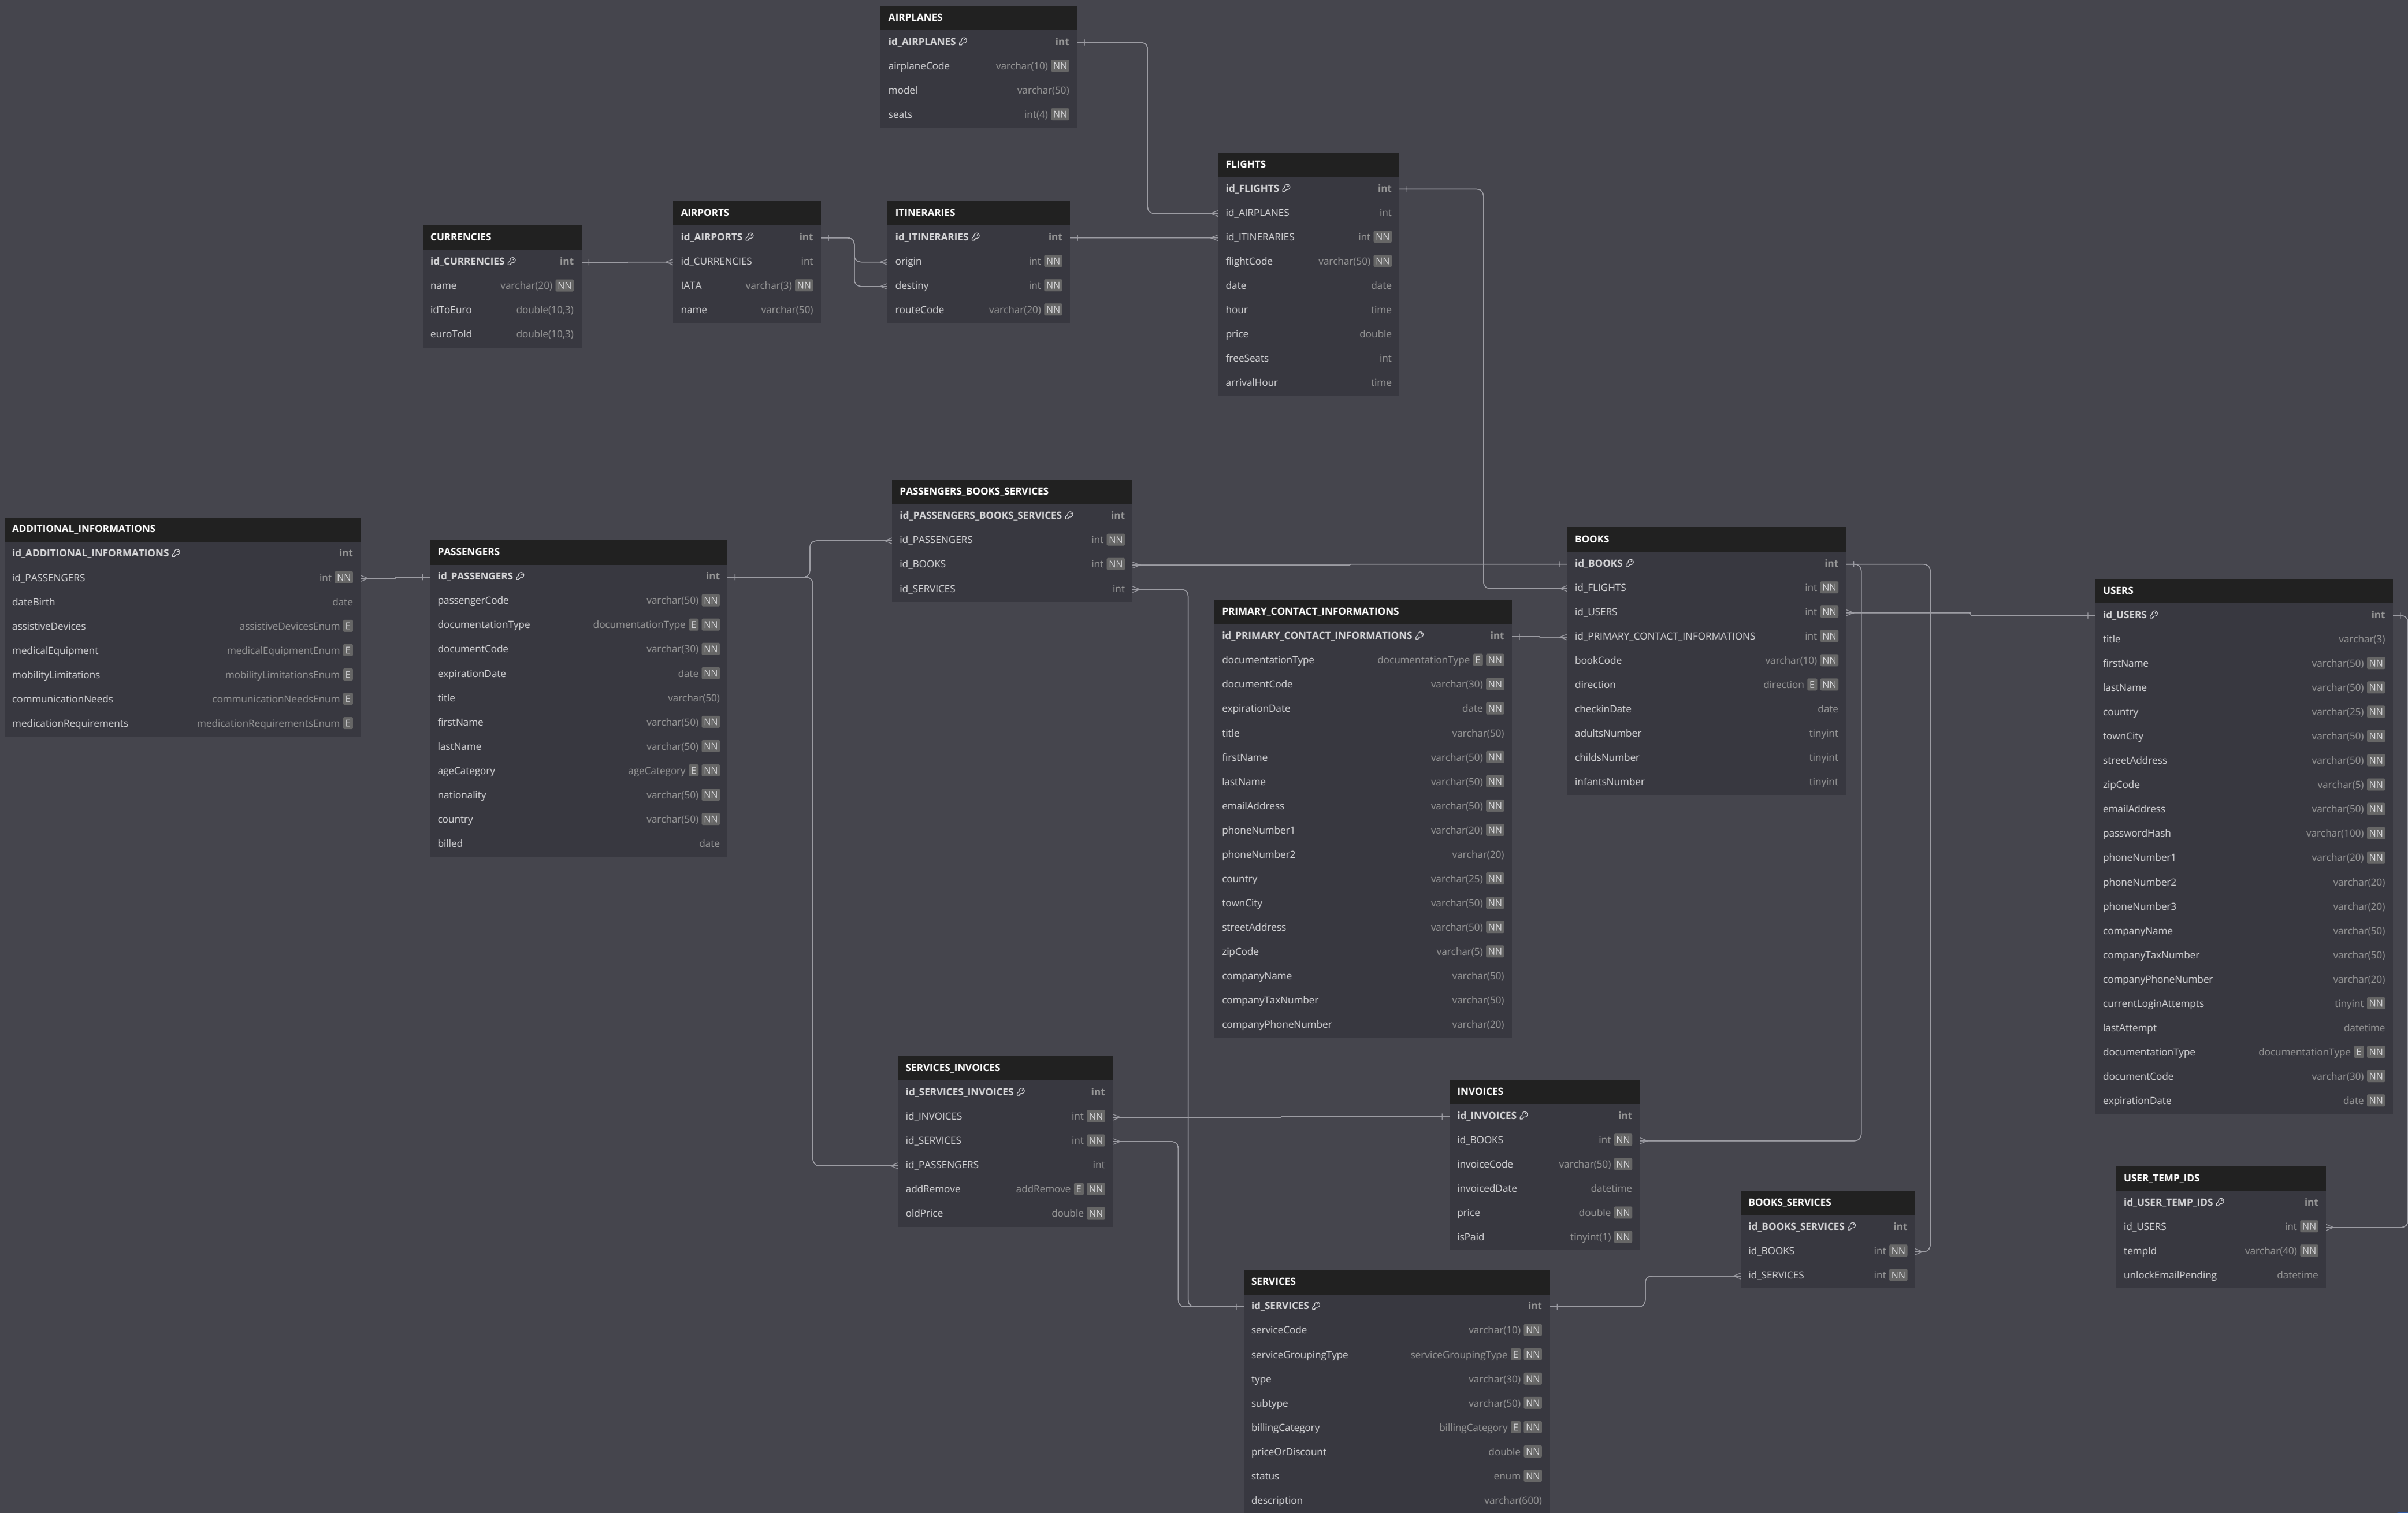 AIRPLANES
id_AIRPLANES int
airplaneCode varchar(10) NN
model varchar(50)
seats int(4) NN
FLIGHTS
id_FLIGHTS int
id_AIRPLANES int
id_ITINERARIES int NN
flightCode varchar(50) NN
date date
hour time
price double
freeSeats int
arrivalHour time
CURRENCIES
id_CURRENCIES int
name varchar(20) NN
idToEuro double(10,3)
euroToId double(10,3)
AIRPORTS
id_AIRPORTS int
id_CURRENCIES int
IATA varchar(3) NN
name varchar(50)
ITINERARIES
id_ITINERARIES int
origin int NN
destiny int NN
routeCode varchar(20) NN
ADDITIONAL_INFORMATIONS
id_ADDITIONAL_INFORMATIONS int
id_PASSENGERS int NN
dateBirth date
assistiveDevices assistiveDevicesEnum E
medicalEquipment medicalEquipmentEnum E
mobilityLimitations mobilityLimitationsEnum E
communicationNeeds communicationNeedsEnum E
medicationRequirements medicationRequirementsEnum E
PASSENGERS
id_PASSENGERS int
passengerCode varchar(50) NN
documentationType documentationType E NN
documentCode varchar(30) NN
expirationDate date NN
title varchar(50)
firstName varchar(50) NN
lastName varchar(50) NN
ageCategory ageCategory E NN
nationality varchar(50) NN
country varchar(50) NN
billed date
PASSENGERS_BOOKS_SERVICES
id_PASSENGERS_BOOKS_SERVICES int
id_PASSENGERS int NN
id_BOOKS int NN
id_SERVICES int
PRIMARY_CONTACT_INFORMATIONS
id_PRIMARY_CONTACT_INFORMATIONS int
documentationType documentationType E NN
documentCode varchar(30) NN
expirationDate date NN
title varchar(50)
firstName varchar(50) NN
lastName varchar(50) NN
emailAddress varchar(50) NN
phoneNumber1 varchar(20) NN
phoneNumber2 varchar(20)
country varchar(25) NN
townCity varchar(50) NN
streetAddress varchar(50) NN
zipCode varchar(5) NN
companyName varchar(50)
companyTaxNumber varchar(50)
companyPhoneNumber varchar(20)
BOOKS
id_BOOKS int
id_FLIGHTS int NN
id_USERS int NN
id_PRIMARY_CONTACT_INFORMATIONS int NN
bookCode varchar(10) NN
direction direction E NN
checkinDate date
adultsNumber tinyint
childsNumber tinyint
infantsNumber tinyint
USERS
id_USERS int
title varchar(3)
firstName varchar(50) NN
lastName varchar(50) NN
country varchar(25) NN
townCity varchar(50) NN
streetAddress varchar(50) NN
zipCode varchar(5) NN
emailAddress varchar(50) NN
passwordHash varchar(100) NN
phoneNumber1 varchar(20) NN
phoneNumber2 varchar(20)
phoneNumber3 varchar(20)
companyName varchar(50)
companyTaxNumber varchar(50)
companyPhoneNumber varchar(20)
currentLoginAttempts tinyint NN
lastAttempt datetime
documentationType documentationType E NN
documentCode varchar(30) NN
expirationDate date NN
SERVICES_INVOICES
id_SERVICES_INVOICES int
id_INVOICES int NN
id_SERVICES int NN
id_PASSENGERS int
addRemove addRemove E NN
oldPrice double NN
INVOICES
id_INVOICES int
id_BOOKS int NN
invoiceCode varchar(50) NN
invoicedDate datetime
price double NN
isPaid tinyint(1) NN
BOOKS_SERVICES
id_BOOKS_SERVICES int
id_BOOKS int NN
id_SERVICES int NN
USER_TEMP_IDS
id_USER_TEMP_IDS int
id_USERS int NN
tempId varchar(40) NN
unlockEmailPending datetime
SERVICES
id_SERVICES int
serviceCode varchar(10) NN
serviceGroupingType serviceGroupingType E NN
type varchar(30) NN
subtype varchar(50) NN
billingCategory billingCategory E NN
priceOrDiscount double NN
status enum NN
description varchar(600)